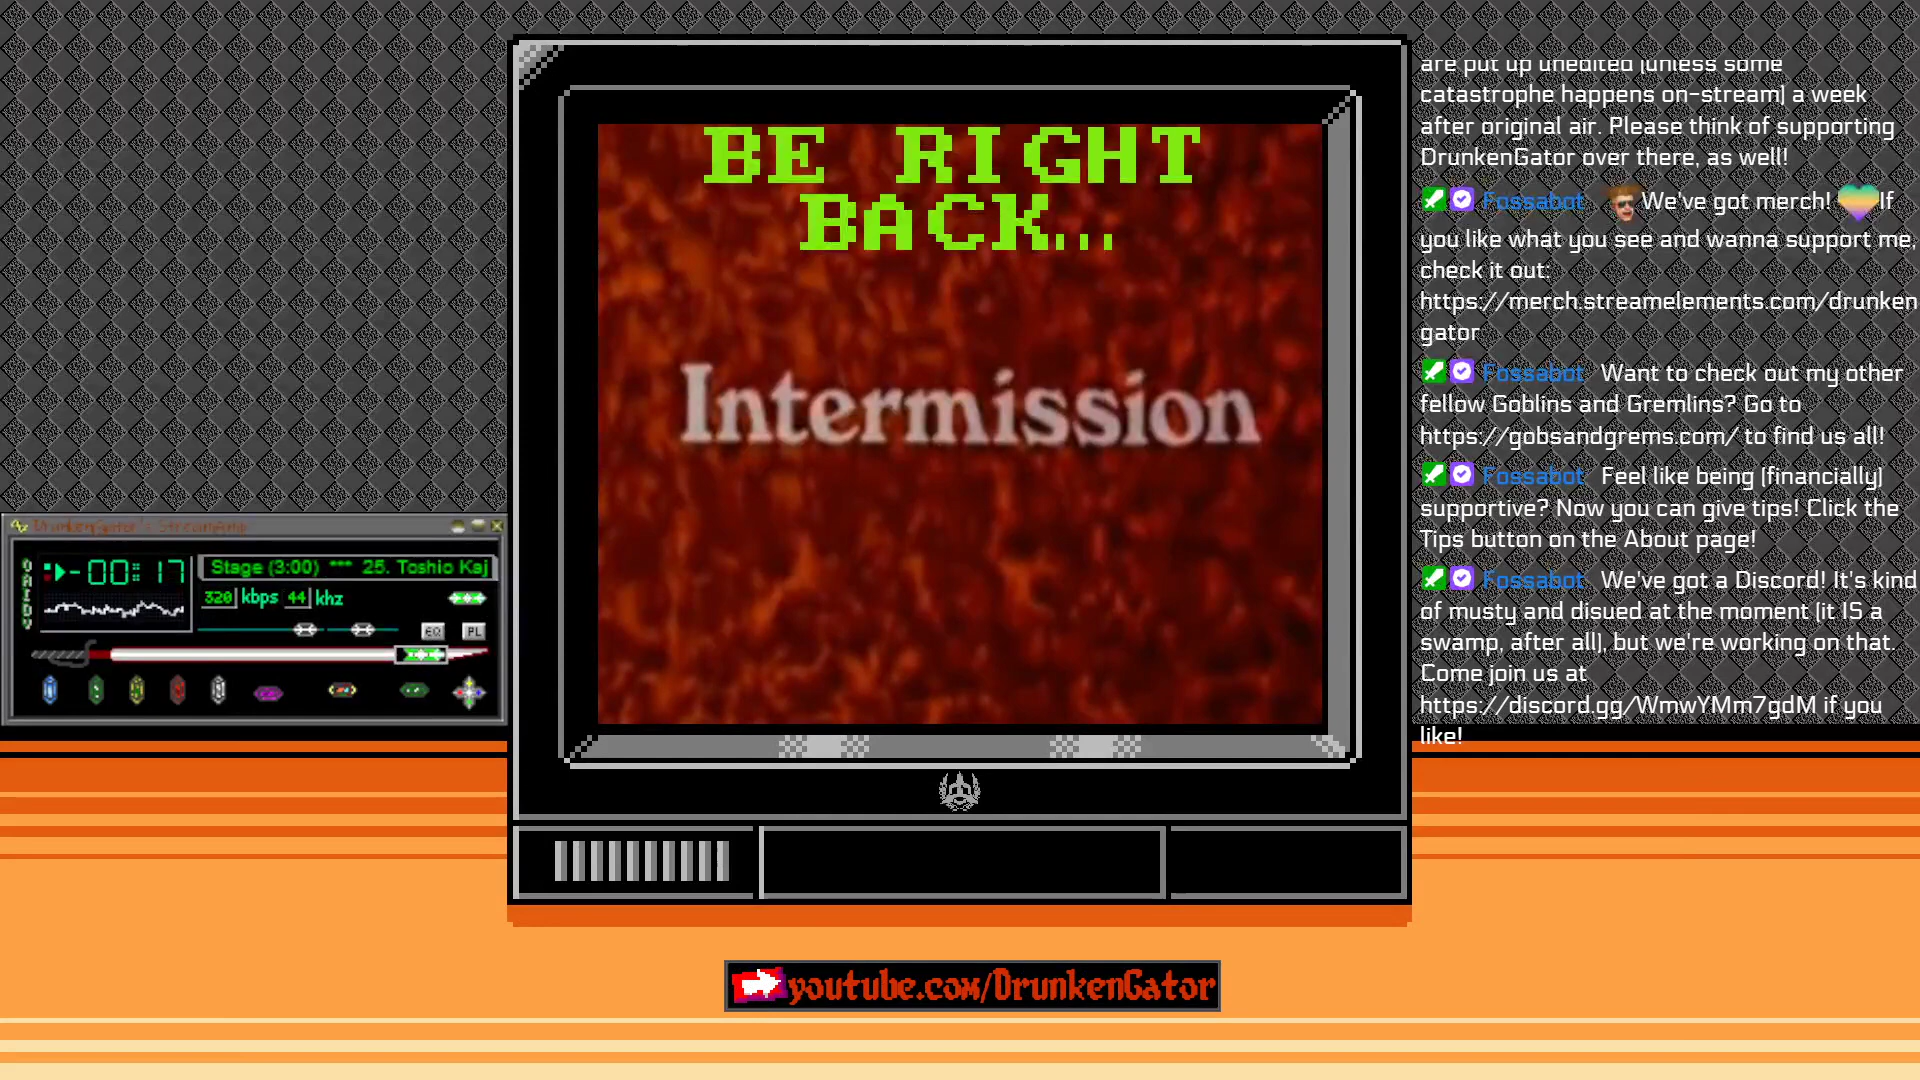 BE RIGHT
BACK...
Intermission
DrunkenGator's StreamAmp
-00:17
Stage (3:00) *** 25. Toshio Kaj
320 kbps 44 khz
EQ PL
are put up unedited (unless some
catastrophe happens on-stream) a week
after original air. Please think of supporting
DrunkenGator over there, as well!
Fossabot We've got merch! If
you like what you see and wanna support me,
check it out:
https://merch.streamelements.com/drunken
gator
Fossabot Want to check out my other
fellow Goblins and Gremlins? Go to
https://gobsandgrems.com/ to find us all!
Fossabot Feel like being (financially)
supportive? Now you can give tips! Click the
Tips button on the About page!
Fossabot We've got a Discord! It's kind
of musty and disued at the moment (it IS a
swamp, after all), but we're working on that.
Come join us at
https://discord.gg/WmwYMm7gdM if you
like!
youtube.com/DrunkenGator